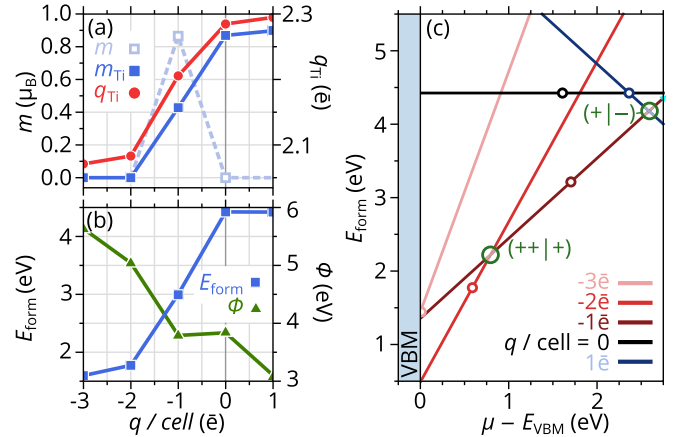 (a)
1.0
0.8
0.6
0.4
0.2
0.0
m (μB)
m
mTi
qTi
2.3
2.1
qTi (ē)
(b)
4
3
2
Eform (eV)
Eform
Φ
6
5
4
3
Φ (eV)
-3 -2 -1 0 1
q / cell (ē)
(c)
5
4
3
2
1
Eform (eV)
VBM
(+|−)
(++|+)
-3ē
-2ē
-1ē
q / cell = 0
1ē
0 1 2
μ − EVBM (eV)